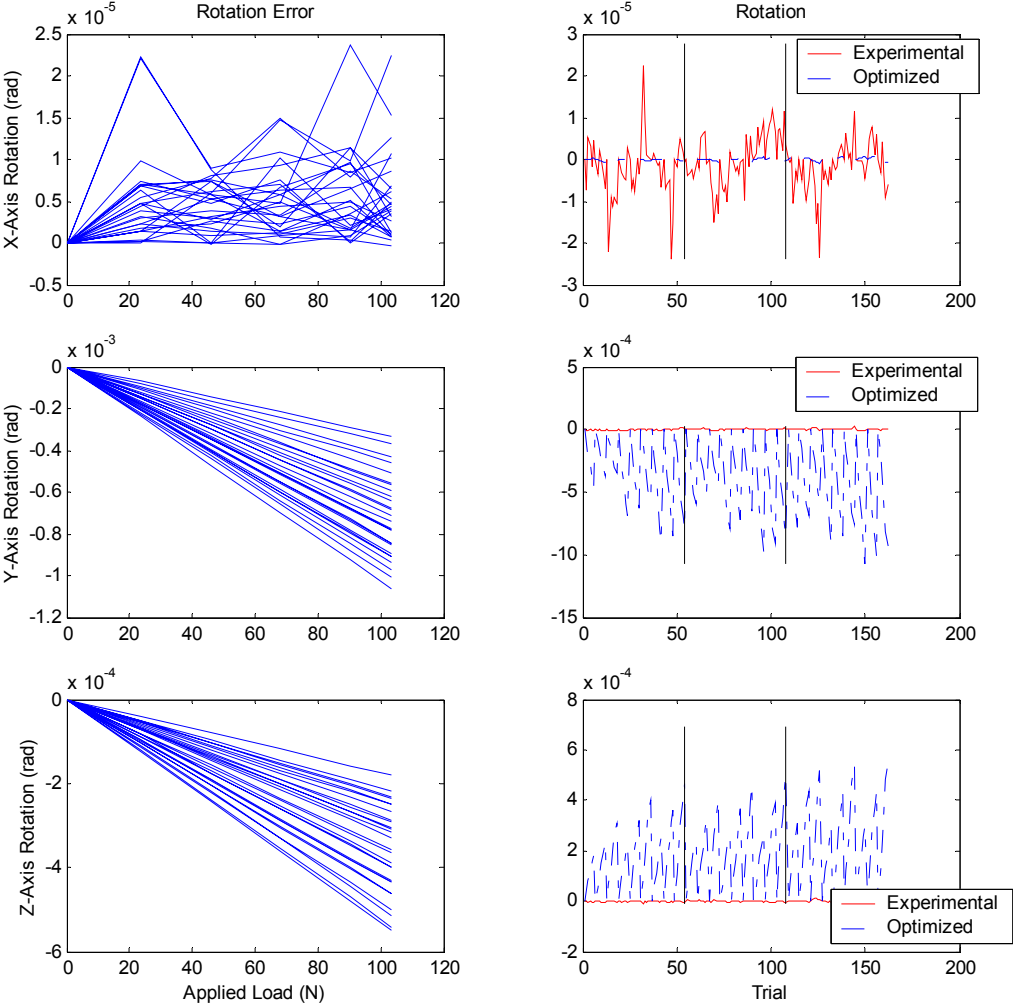 Rotation Error
x 10-5
2.5
2
1.5
1
0.5
0
-0.5
0 20 40 60 80 100 120
X-Axis Rotation (rad)
Rotation
x 10-5
Experimental
Optimized
3
2
1
0
-1
-2
-3
0 50 100 150 200
x 10-3
0
-0.2
-0.4
-0.6
-0.8
-1
-1.2
0 20 40 60 80 100 120
Y-Axis Rotation (rad)
x 10-4
Experimental
Optimized
5
0
-5
-10
-15
0 50 100 150 200
x 10-4
0
-2
-4
-6
0 20 40 60 80 100 120
Z-Axis Rotation (rad)
Applied Load (N)
x 10-4
8
6
4
2
0
-2
Experimental
Optimized
0 50 100 150 200
Trial